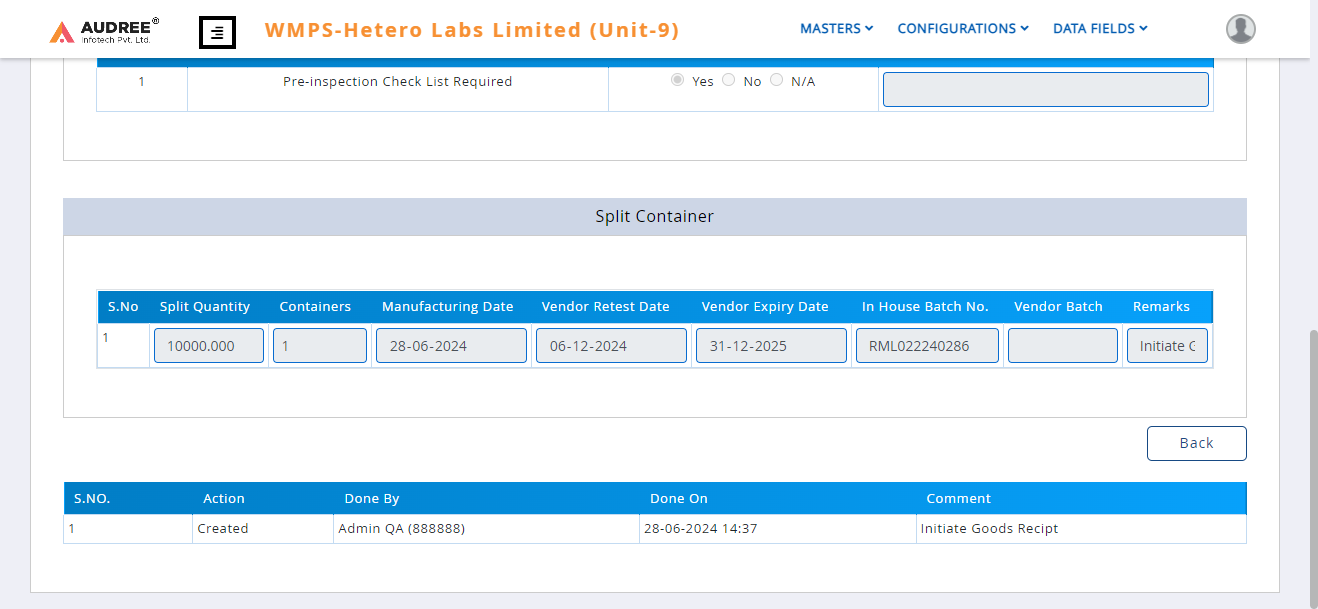 AUDREE®
Infotech Pvt. Ltd.
WMPS-Hetero Labs Limited (Unit-9)
MASTERS CONFIGURATIONS DATA FIELDS
1 Pre-inspection Check List Required Yes No N/A
Split Container
S.No Split Quantity Containers Manufacturing Date Vendor Retest Date Vendor Expiry Date In House Batch No. Vendor Batch Remarks
1 10000.000 1 28-06-2024 06-12-2024 31-12-2025 RML022240286 Initiate G
Back
S.NO. Action Done By Done On Comment
1 Created Admin QA (888888) 28-06-2024 14:37 Initiate Goods Recipt